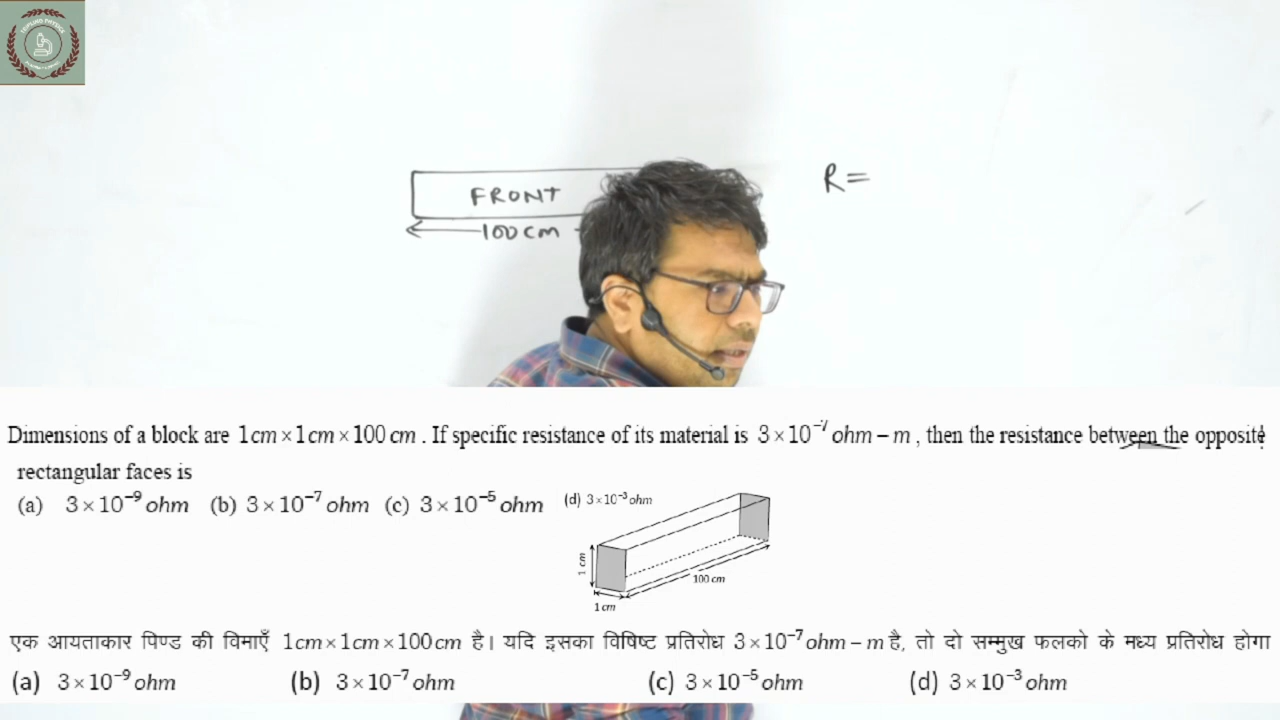 FRONT
100 cm
R=
Dimensions of a block are 1cm × 1cm × 100 cm . If specific resistance of its material is 3×10⁻⁷ ohm – m , then the resistance between the opposite
rectangular faces is
(a) 3×10⁻⁹ ohm (b) 3×10⁻⁷ ohm (c) 3×10⁻⁵ ohm (d) 3×10⁻³ ohm
1 cm
100 cm
1 cm
एक आयताकार पिण्ड की विमाएँ 1cm×1cm×100cm है। यदि इसका विषिष्ट प्रतिरोध 3×10⁻⁷ ohm – m है, तो दो सम्मुख फलको के मध्य प्रतिरोध होगा
(a) 3×10⁻⁹ ohm (b) 3×10⁻⁷ ohm (c) 3×10⁻⁵ ohm (d) 3×10⁻³ ohm